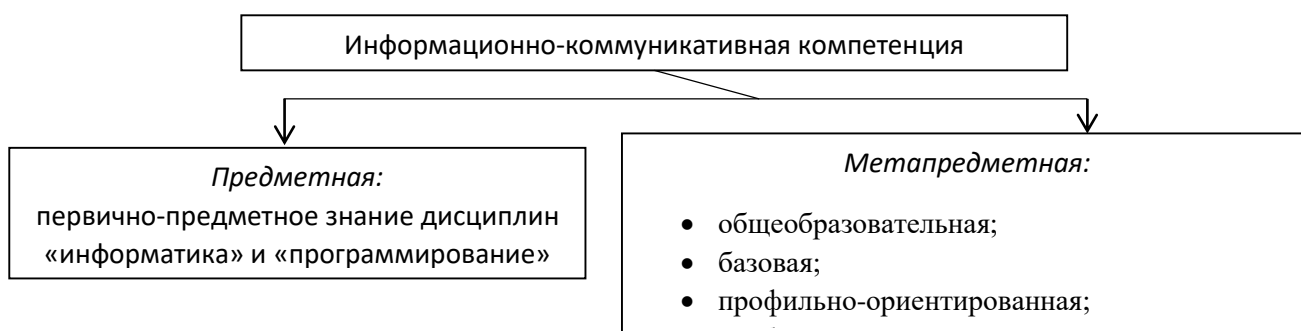 Информационно-коммуникативная компетенция
Предметная:
первично-предметное знание дисциплин
«информатика» и «программирование»
Метапредметная:
• общеобразовательная;
• базовая;
• профильно-ориентированная;